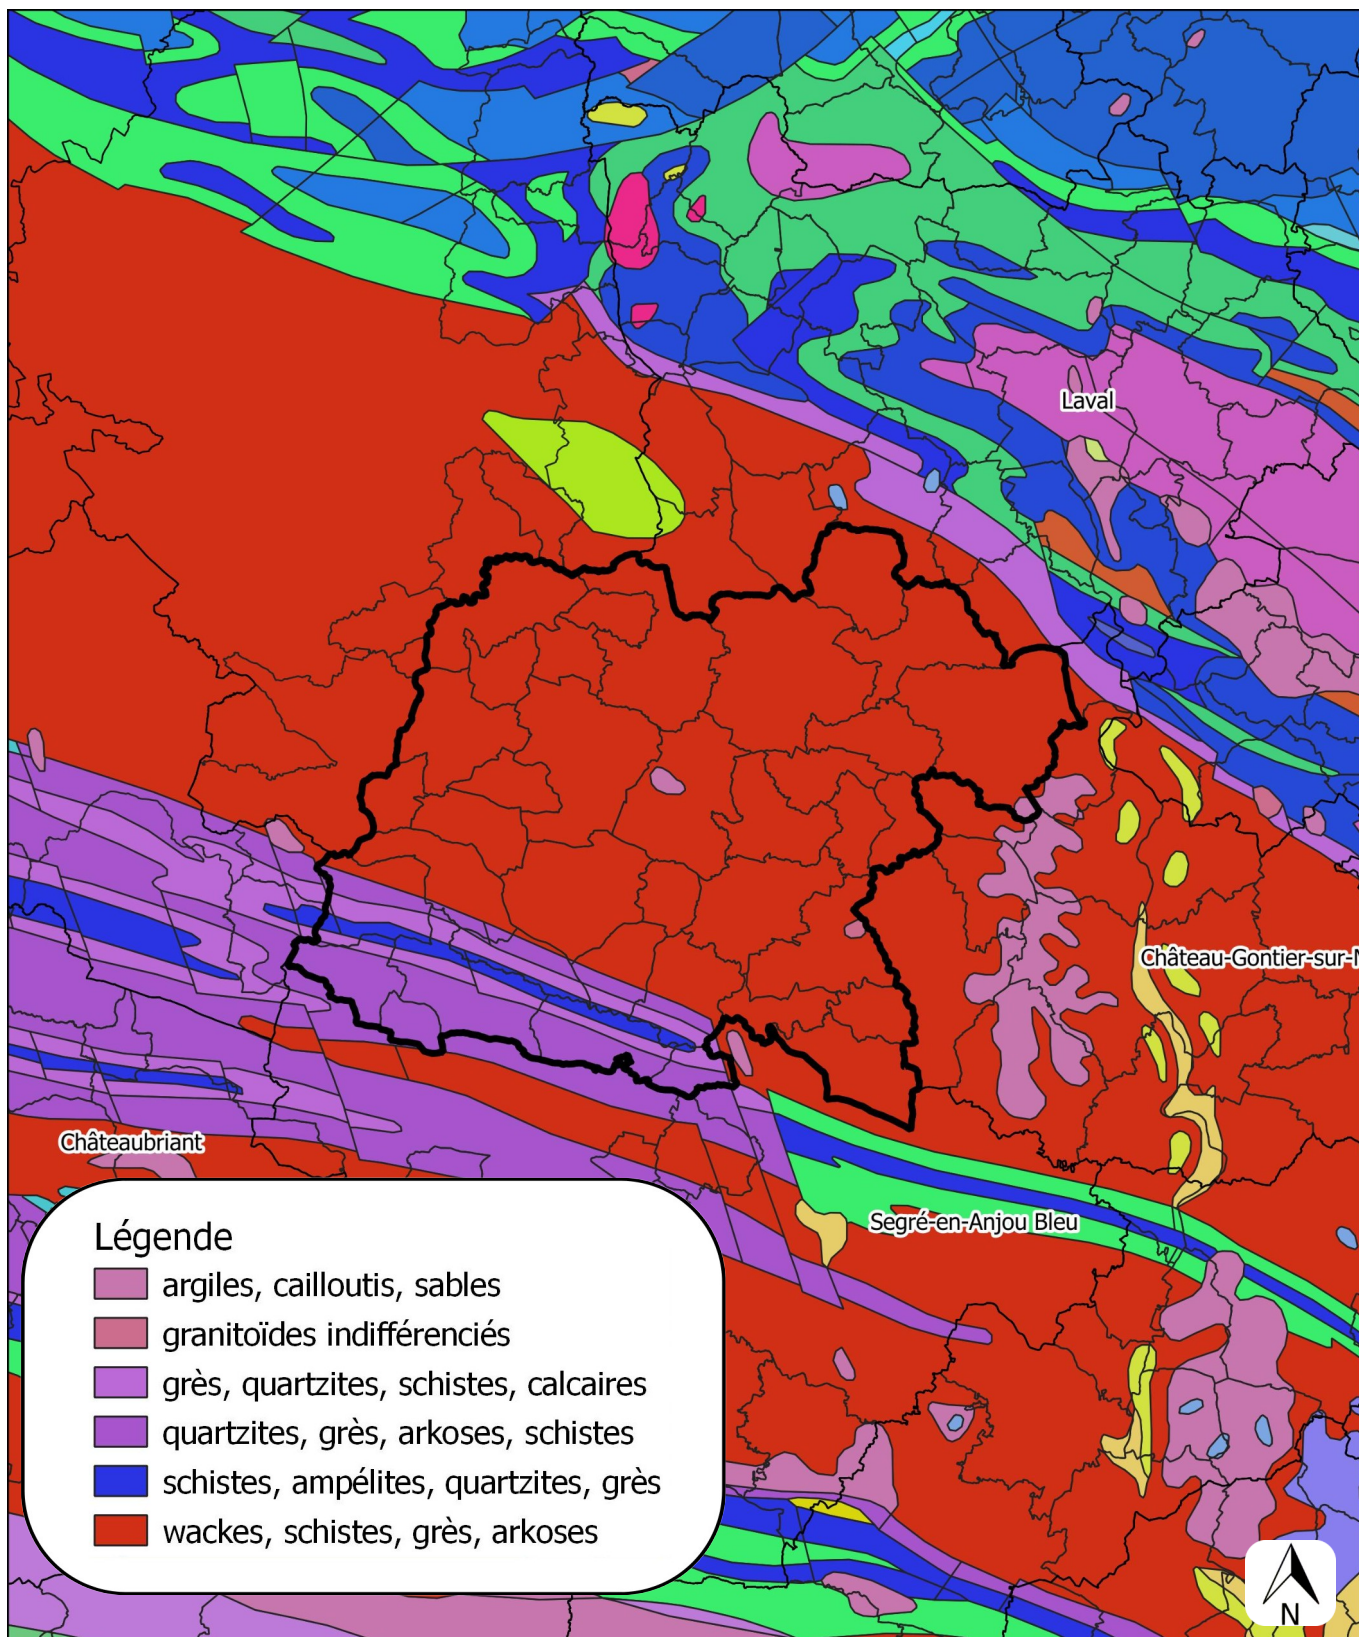 Laval
Château-Gontier-sur-M
Châteaubriant
Segré-en-Anjou Bleu
Légende
argiles, cailloutis, sables
granitoïdes indifférenciés
grès, quartzites, schistes, calcaires
quartzites, grès, arkoses, schistes
schistes, ampélites, quartzites, grès
wackes, schistes, grès, arkoses
N